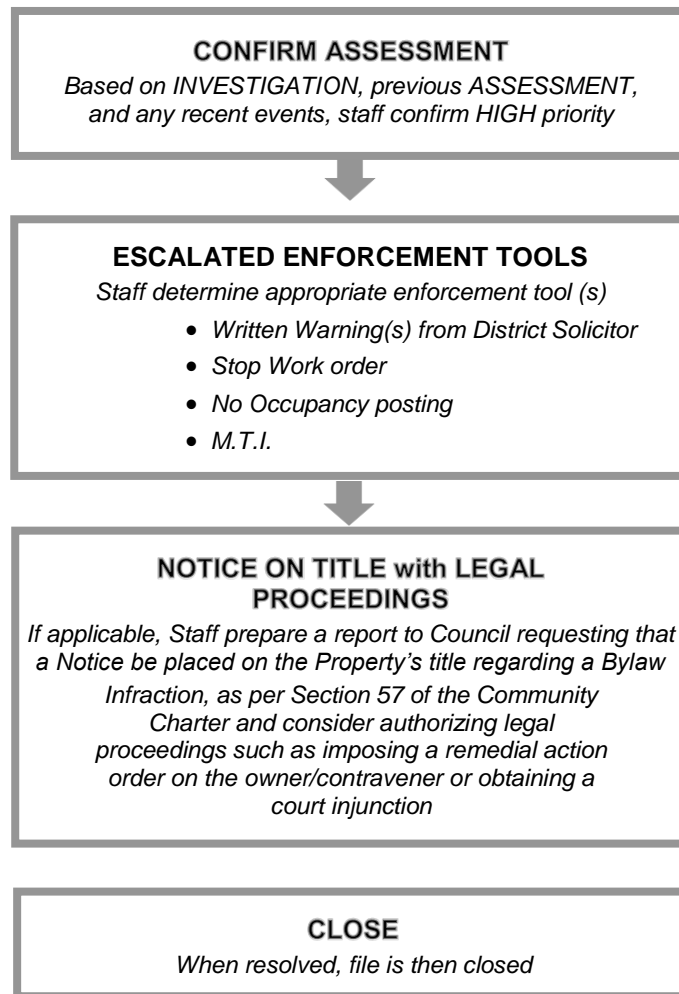 CONFIRM ASSESSMENT
Based on INVESTIGATION, previous ASSESSMENT,
and any recent events, staff confirm HIGH priority
ESCALATED ENFORCEMENT TOOLS
Staff determine appropriate enforcement tool (s)
• Written Warning(s) from District Solicitor
• Stop Work order
• No Occupancy posting
• M.T.I.
NOTICE ON TITLE with LEGAL
PROCEEDINGS
If applicable, Staff prepare a report to Council requesting that
a Notice be placed on the Property’s title regarding a Bylaw
Infraction, as per Section 57 of the Community
Charter and consider authorizing legal
proceedings such as imposing a remedial action
order on the owner/contravener or obtaining a
court injunction
CLOSE
When resolved, file is then closed